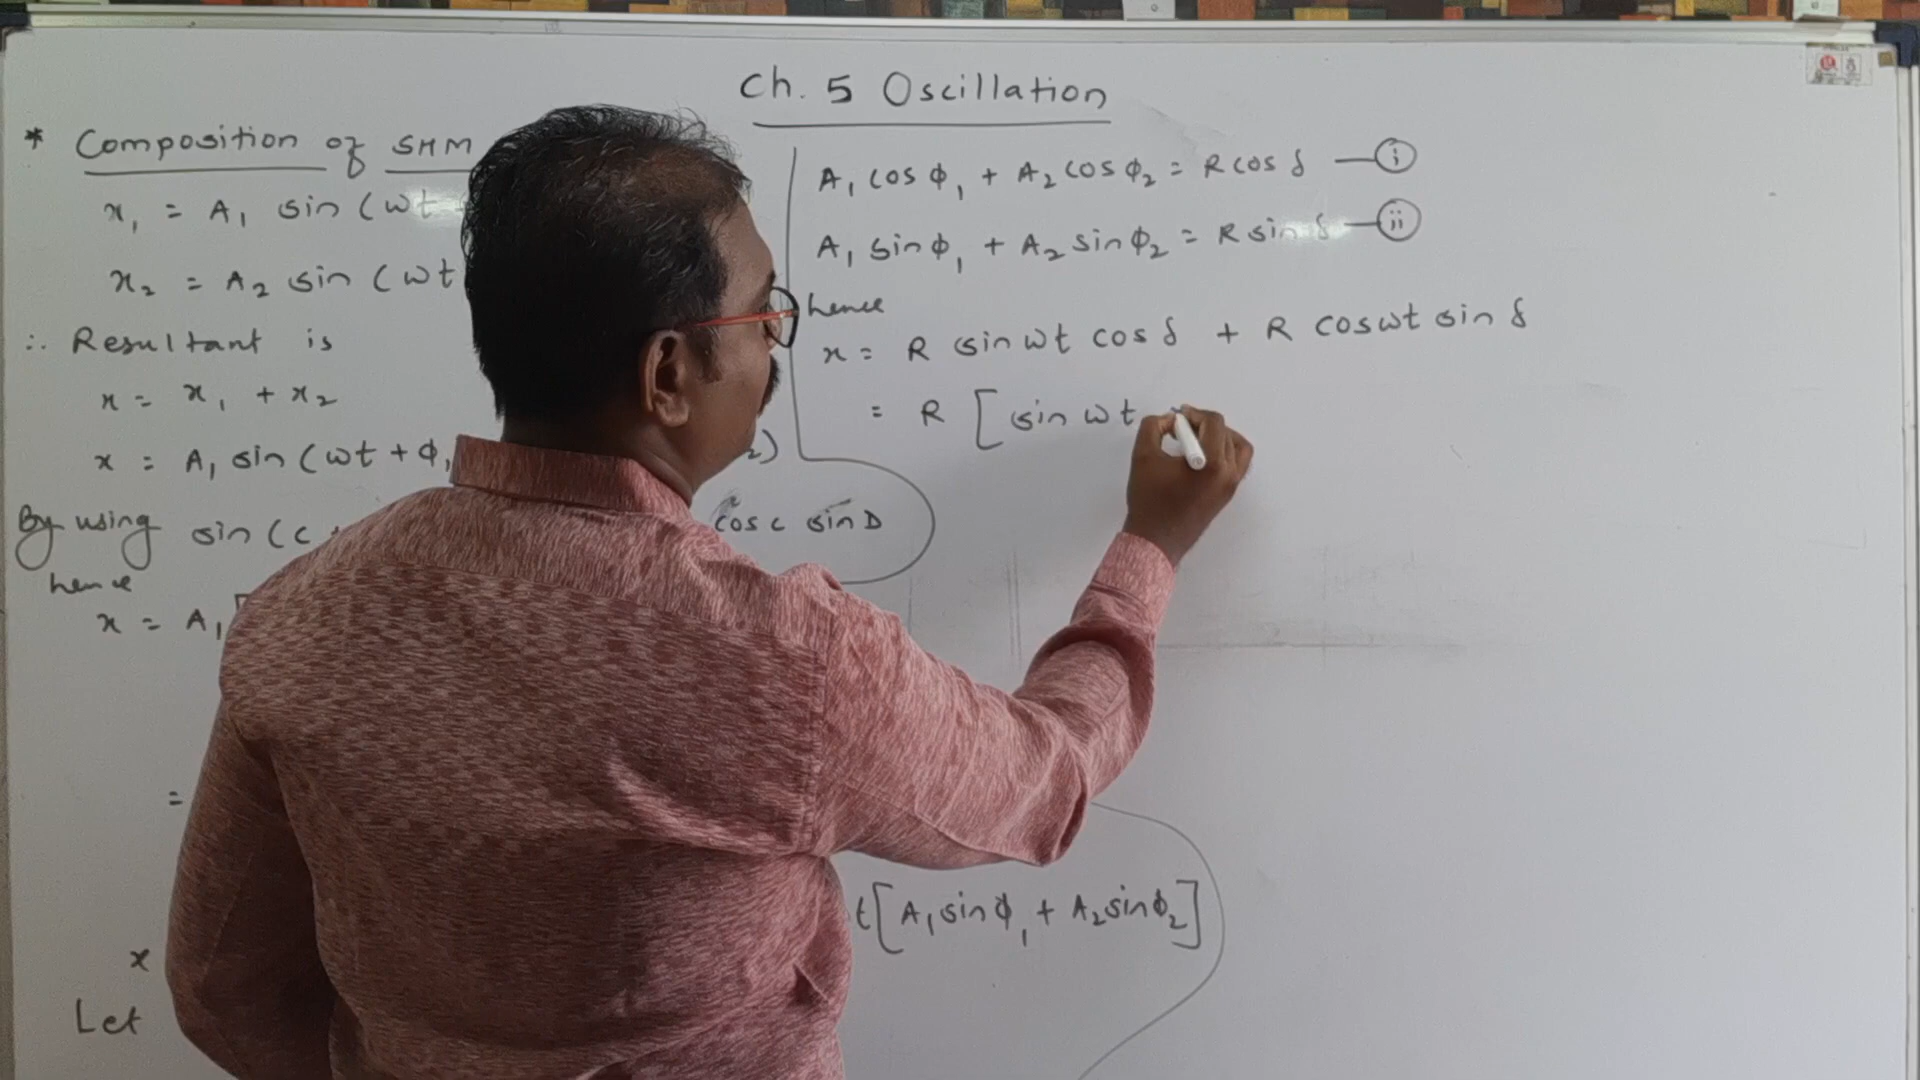 Ch. 5 Oscillation
* Composition of SHM
x₁ = A₁ sin (ωt
x₂ = A₂ sin (ωt
∴ Resultant is
x = x₁ + x₂
x = A₁ sin (ωt + ϕ₁ ₂)
By using sin (C + cos C sin D
hence
x = A₁ [
=
x t [A₁ sin ϕ₁ + A₂ sin ϕ₂]
Let
A₁ cos ϕ₁ + A₂ cos ϕ₂ = R cos δ — (i)
A₁ sin ϕ₁ + A₂ sin ϕ₂ = R sin δ — (ii)
hence
x = R sin ωt cos δ + R cos ωt sin δ
= R [ sin ωt